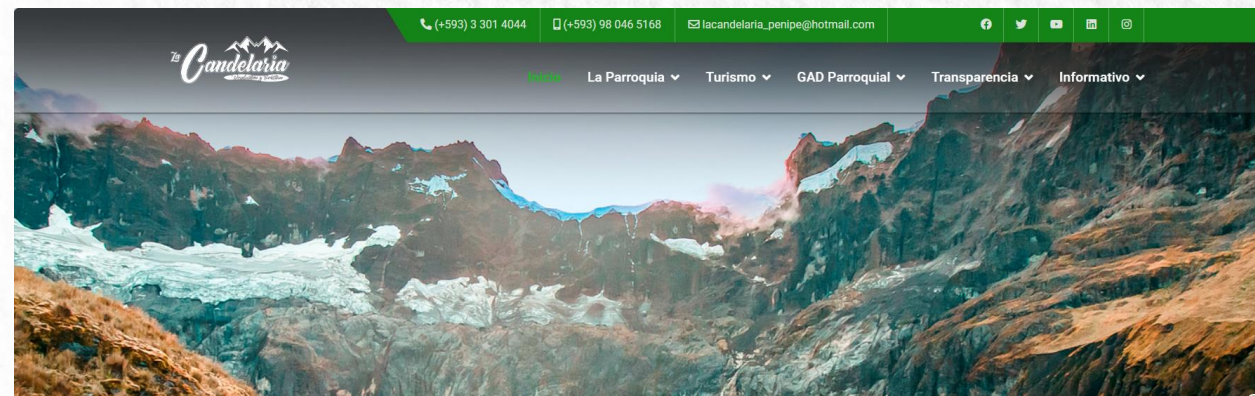 (+593) 3 301 4044 (+593) 98 046 5168 lacandelaria_penipe@hotmail.com
La Candelaria
Inicio La Parroquia Turismo GAD Parroquial Transparencia Informativo